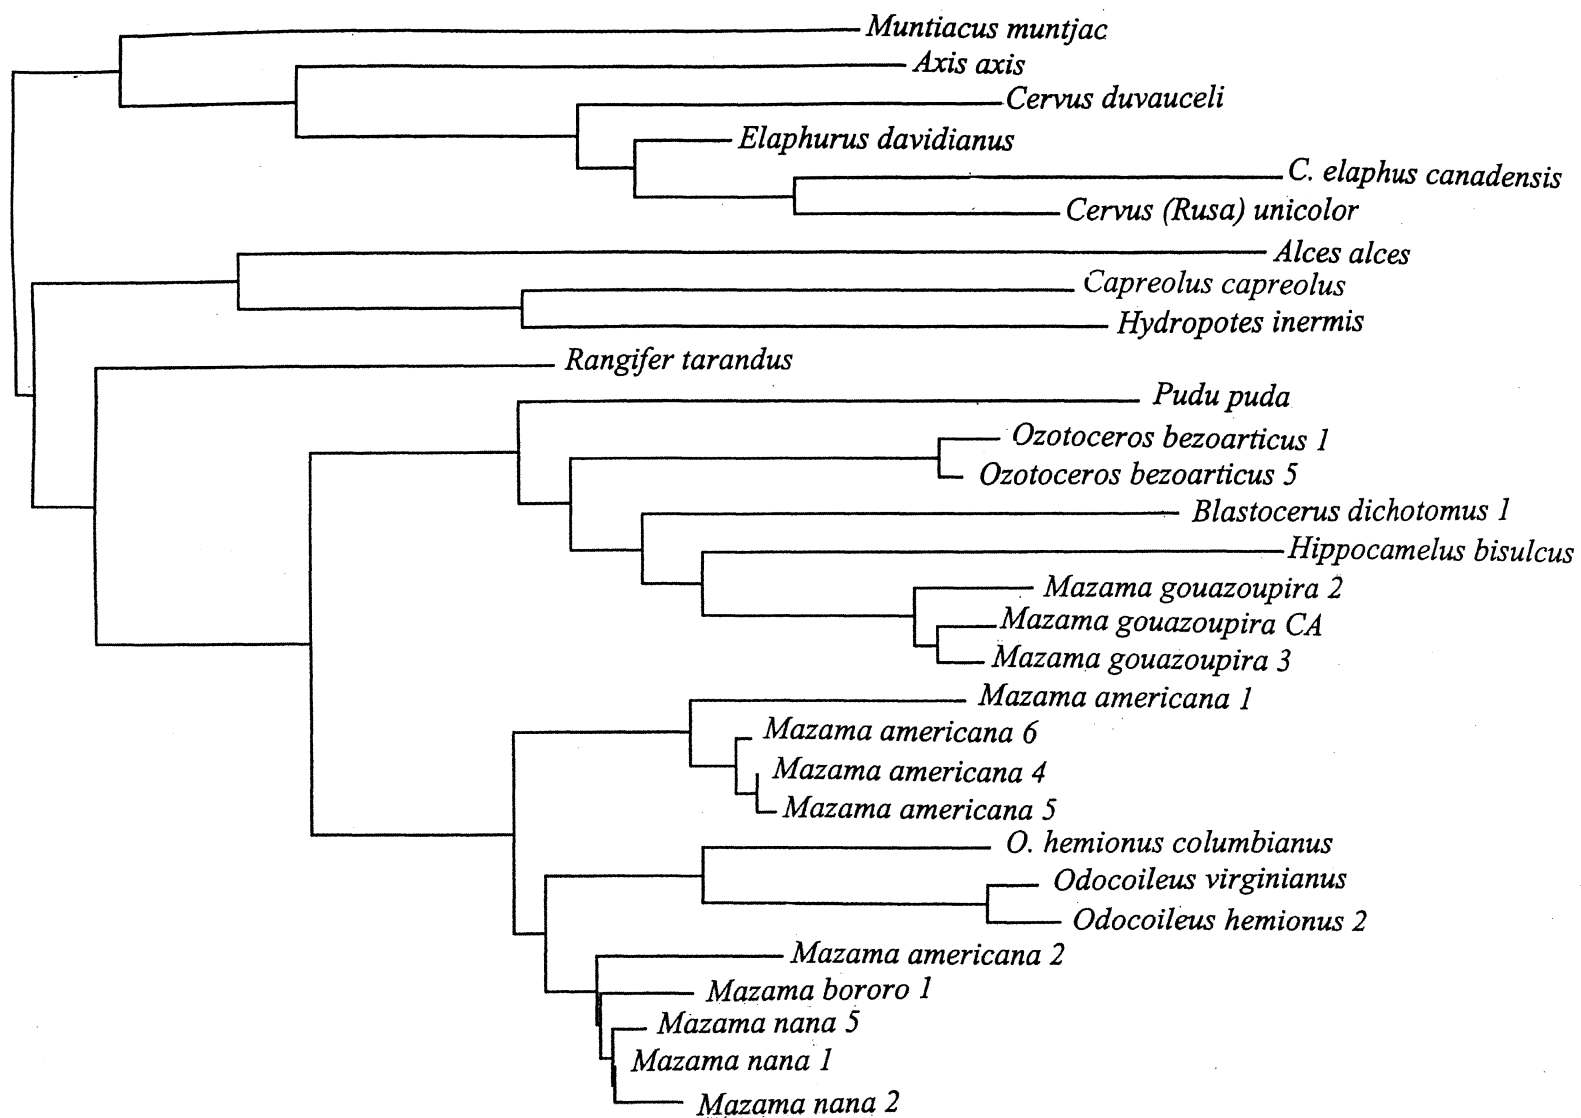 Muntiacus muntjac
Axis axis
Cervus duvauceli
Elaphurus davidianus
C. elaphus canadensis
Cervus (Rusa) unicolor
Alces alces
Capreolus capreolus
Hydropotes inermis
Rangifer tarandus
Pudu puda
Ozotoceros bezoarticus 1
Ozotoceros bezoarticus 5
Blastocerus dichotomus 1
Hippocamelus bisulcus
Mazama gouazoupira 2
Mazama gouazoupira CA
Mazama gouazoupira 3
Mazama americana 1
Mazama americana 6
Mazama americana 4
Mazama americana 5
O. hemionus columbianus
Odocoileus virginianus
Odocoileus hemionus 2
Mazama americana 2
Mazama bororo 1
Mazama nana 5
Mazama nana 1
Mazama nana 2